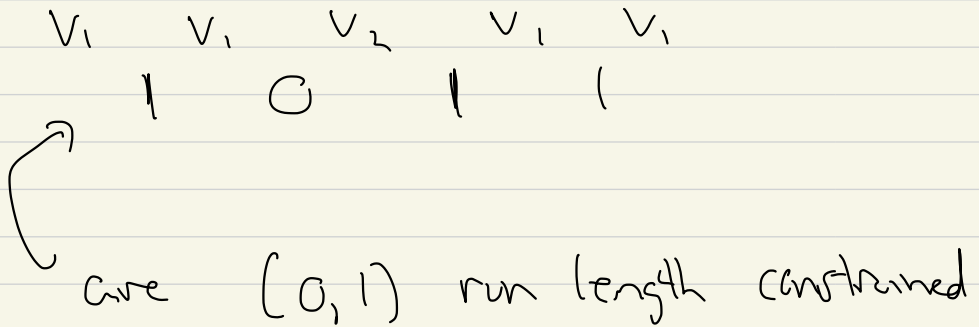 V₁ V₁ V₂ V₁ V₁
1 0 1 1
are (0,1) run length constrained